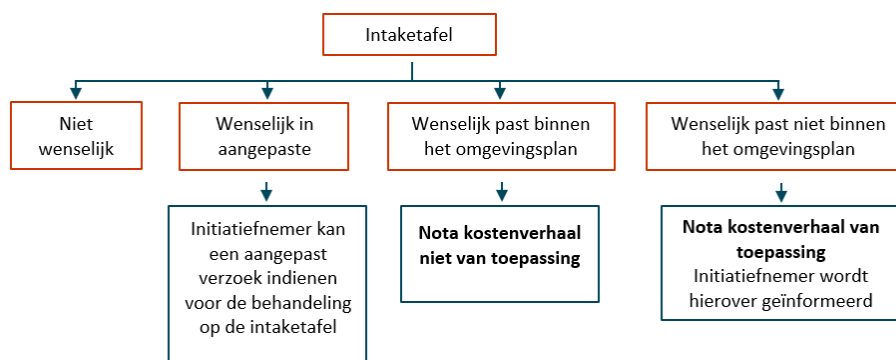 Intaketafel
Niet
wenselijk
Wenselijk in
aangepaste
Wenselijk past binnen
het omgevingsplan
Wenselijk past niet binnen
het omgevingsplan
Initiatiefnemer kan
een aangepast
verzoek indienen
voor de behandeling
op de intaketafel
Nota kostenverhaal
niet van toepassing
Nota kostenverhaal van
toepassing
Initiatiefnemer wordt
hierover geïnformeerd